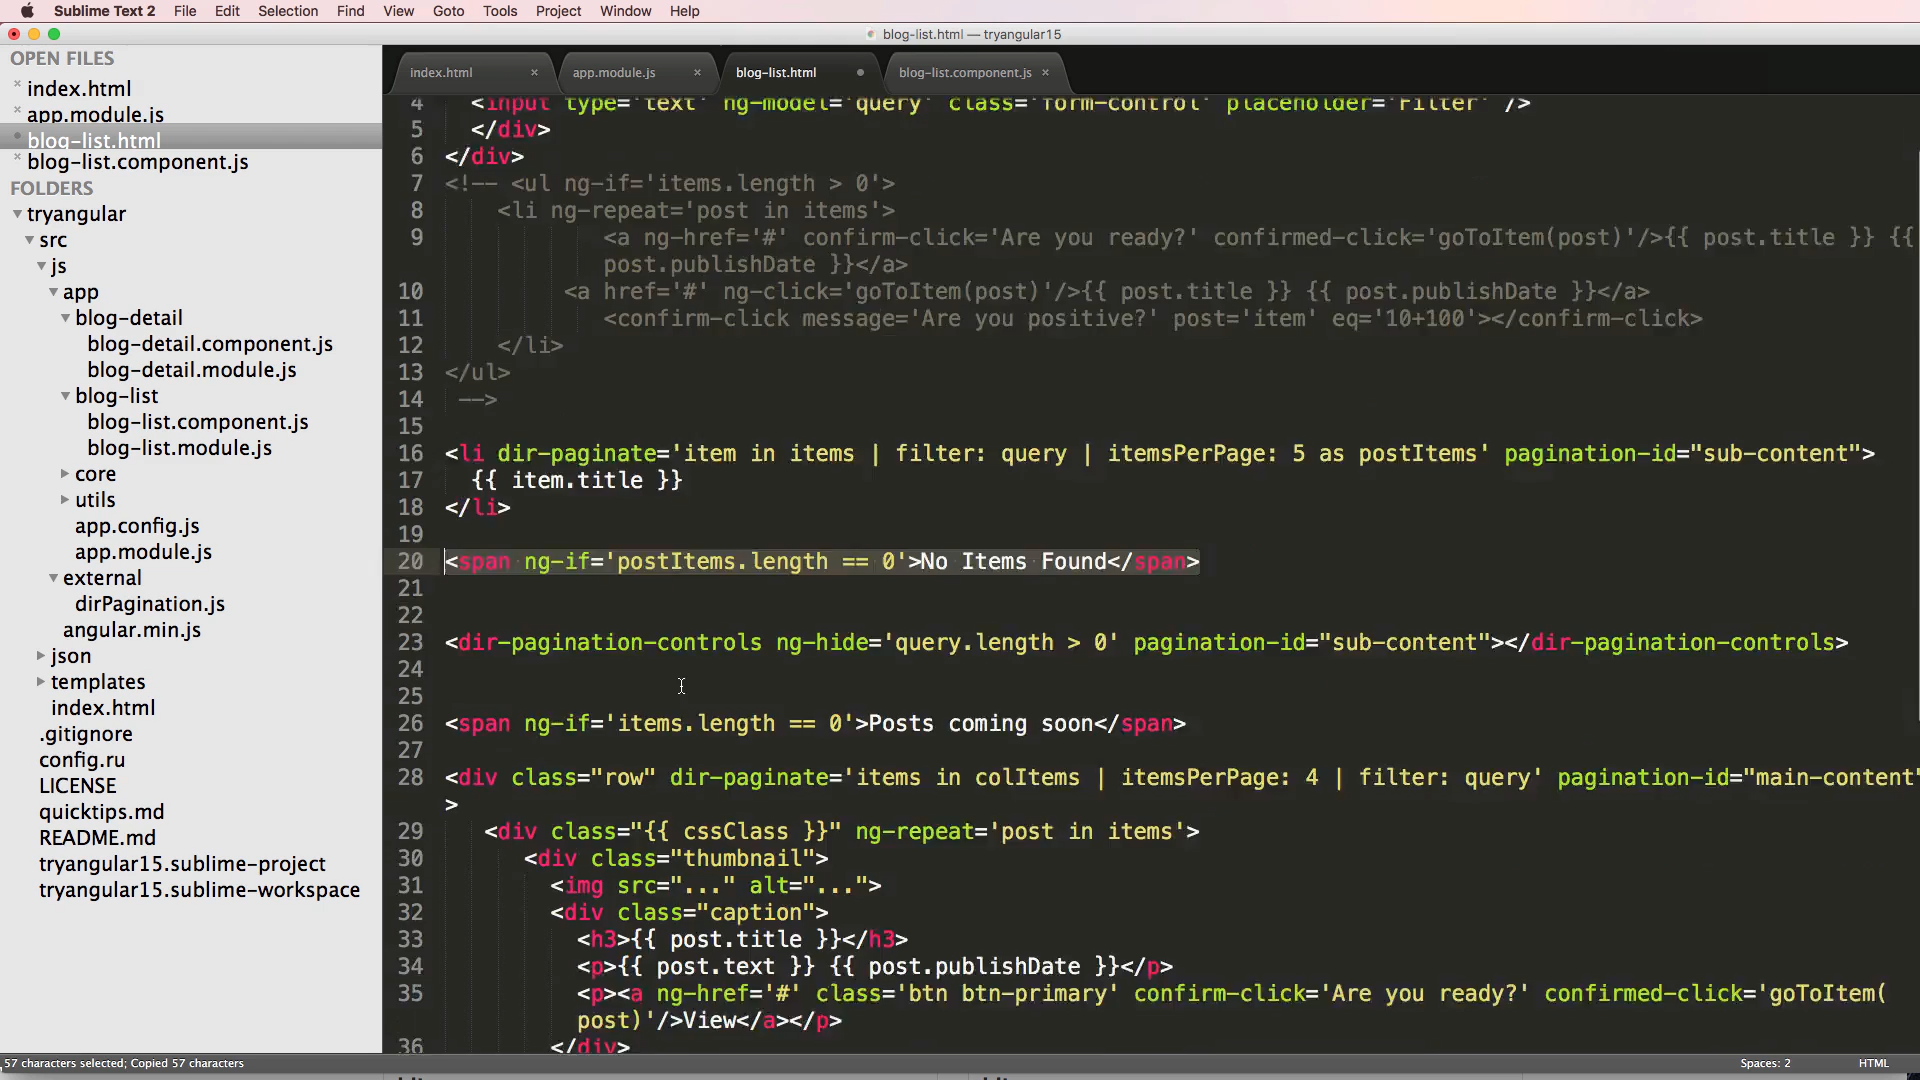 Sublime Text 2 File Edit Selection Find View Goto Tools Project Window Help
blog-list.html — tryangular15
OPEN FILES
× index.html
× app.module.js
• blog-list.html
× blog-list.component.js
FOLDERS
▼ tryangular
▼ src
▼ js
▼ app
▼ blog-detail
blog-detail.component.js
blog-detail.module.js
▼ blog-list
blog-list.component.js
blog-list.module.js
▶ core
▶ utils
app.config.js
app.module.js
▼ external
dirPagination.js
angular.min.js
▶ json
▶ templates
index.html
.gitignore
config.ru
LICENSE
quicktips.md
README.md
tryangular15.sublime-project
tryangular15.sublime-workspace
index.html × app.module.js × blog-list.html • blog-list.component.js ×
4 <input type='text' ng-model='query' class='form-control' placeholder='Filter' />
5 </div>
6 </div>
7 <!-- <ul ng-if='items.length > 0'>
8 <li ng-repeat='post in items'>
9 <a ng-href='#' confirm-click='Are you ready?' confirmed-click='goToItem(post)'/>{{ post.title }} {{
post.publishDate }}</a>
10 <a href='#' ng-click='goToItem(post)'/>{{ post.title }} {{ post.publishDate }}</a>
11 <confirm-click message='Are you positive?' post='item' eq='10+100'></confirm-click>
12 </li>
13 </ul>
14 -->
15
16 <li dir-paginate='item in items | filter: query | itemsPerPage: 5 as postItems' pagination-id="sub-content">
17 {{ item.title }}
18 </li>
19
20 <span ng-if='postItems.length == 0'>No Items Found</span>
21
22
23 <dir-pagination-controls ng-hide='query.length > 0' pagination-id="sub-content"></dir-pagination-controls>
24
25
26 <span ng-if='items.length == 0'>Posts coming soon</span>
27
28 <div class="row" dir-paginate='items in colItems | itemsPerPage: 4 | filter: query' pagination-id="main-content"
>
29 <div class="{{ cssClass }}" ng-repeat='post in items'>
30 <div class="thumbnail">
31 <img src="..." alt="...">
32 <div class="caption">
33 <h3>{{ post.title }}</h3>
34 <p>{{ post.text }} {{ post.publishDate }}</p>
35 <p><a ng-href='#' class='btn btn-primary' confirm-click='Are you ready?' confirmed-click='goToItem(
post)'/>View</a></p>
36 </div>
57 characters selected; Copied 57 characters Spaces: 2 HTML